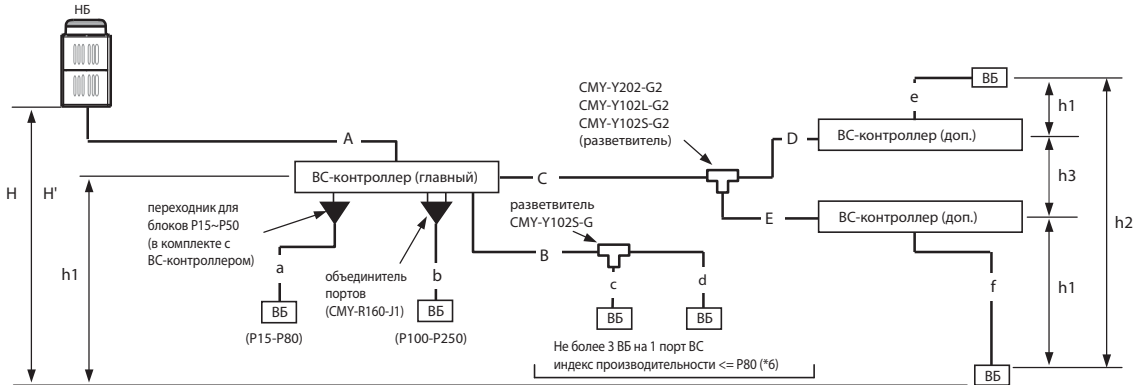 НБ
H
H'
h1
A
ВС-контроллер (главный)
C
переходник для
блоков P15~P50
(в комплекте с
ВС-контроллером)
a
ВБ
(P15-P80)
объединитель
портов
(CMY-R160-J1)
b
ВБ
(P100-P250)
разветвитель
CMY-Y102S-G
B
c
d
ВБ
ВБ
Не более 3 ВБ на 1 порт ВС
индекс производительности <= P80 (*6)
CMY-Y202-G2
CMY-Y102L-G2
CMY-Y102S-G2
(разветвитель)
D
E
e
ВБ
ВС-контроллер (доп.)
ВС-контроллер (доп.)
f
ВБ
h1
h3
h1
h2